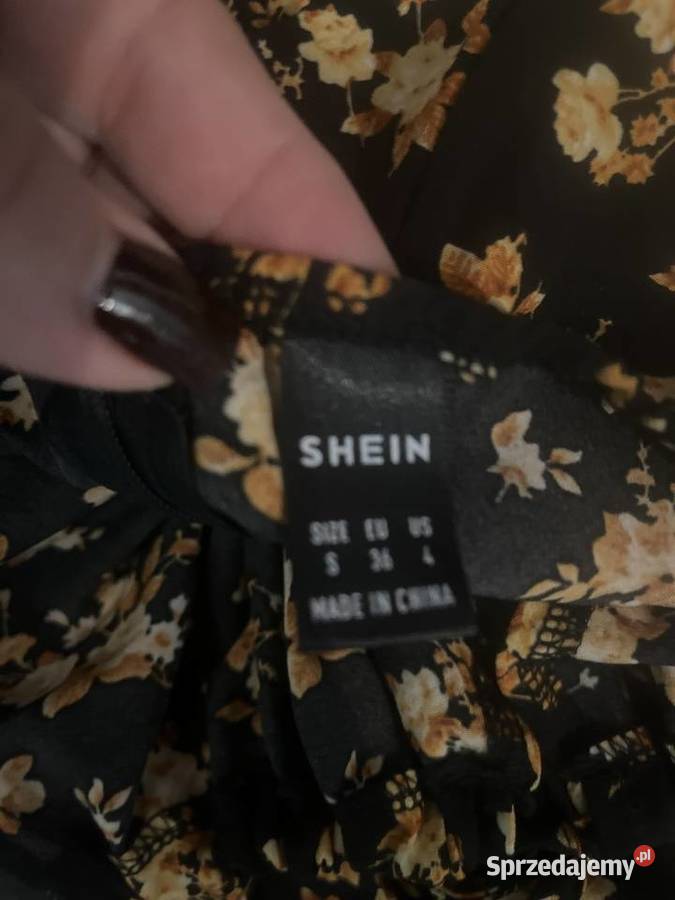 SHEIN
SIZE EU US
S 36 4
MADE IN CHINA
Sprzedajemy.pl